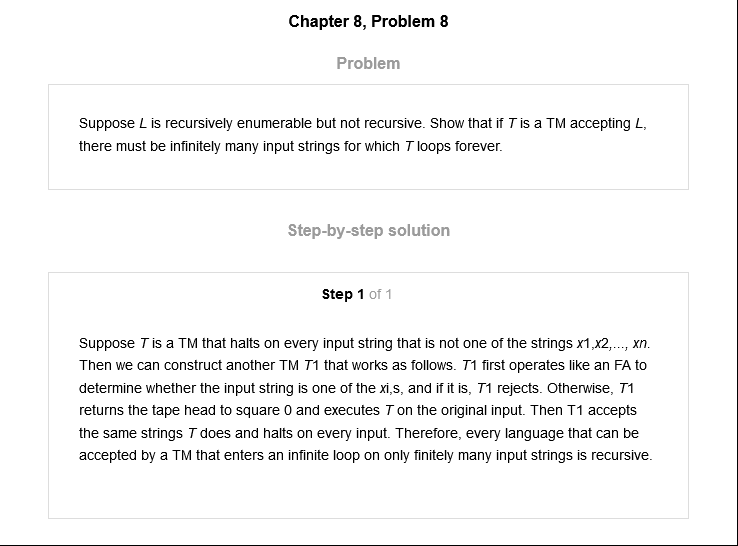 Chapter 8, Problem 8
Problem
Suppose L is recursively enumerable but not recursive. Show that if T is a TM accepting L,
there must be infinitely many input strings for which T loops forever.
Step-by-step solution
Step 1 of 1
Suppose T is a TM that halts on every input string that is not one of the strings x1,x2,..., xn.
Then we can construct another TM T1 that works as follows. T1 first operates like an FA to
determine whether the input string is one of the xi,s, and if it is, T1 rejects. Otherwise, T1
returns the tape head to square 0 and executes T on the original input. Then T1 accepts
the same strings T does and halts on every input. Therefore, every language that can be
accepted by a TM that enters an infinite loop on only finitely many input strings is recursive.